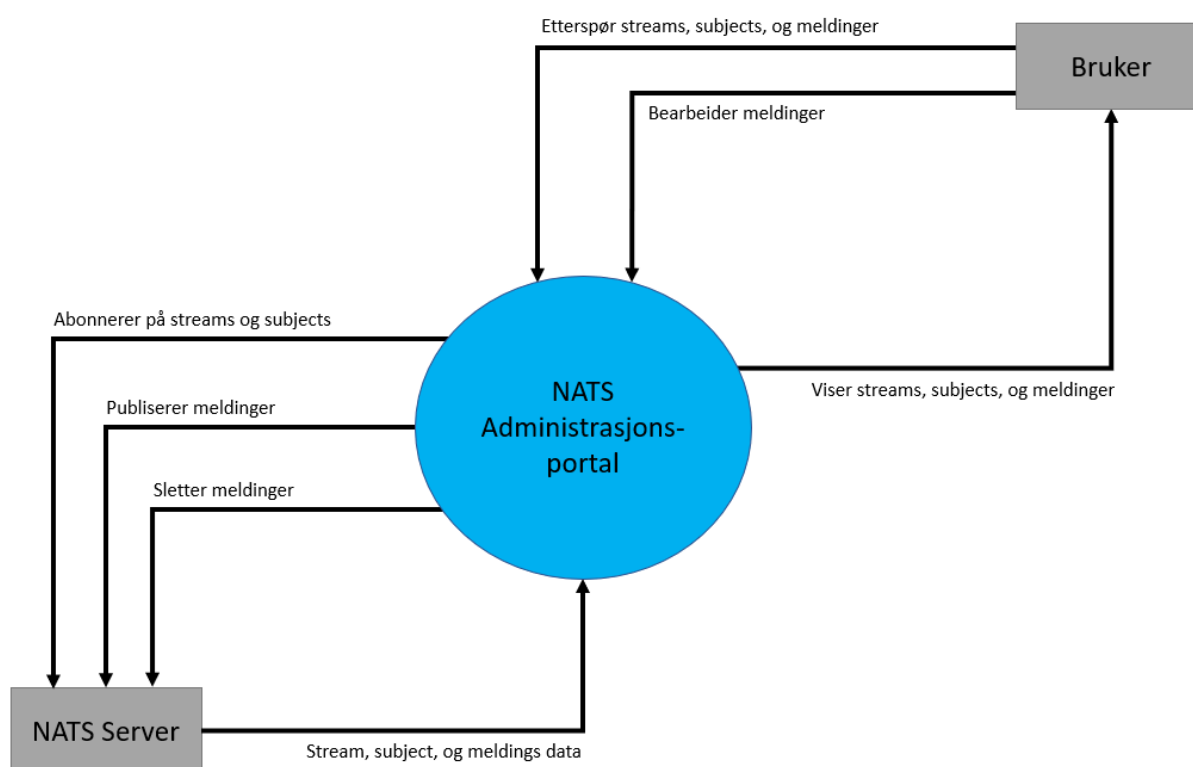 Etterspør streams, subjects, og meldinger
Bruker
Bearbeider meldinger
Abonnerer på streams og subjects
Viser streams, subjects, og meldinger
NATS
Administrasjons-
portal
Publiserer meldinger
Sletter meldinger
NATS Server
Stream, subject, og meldings data